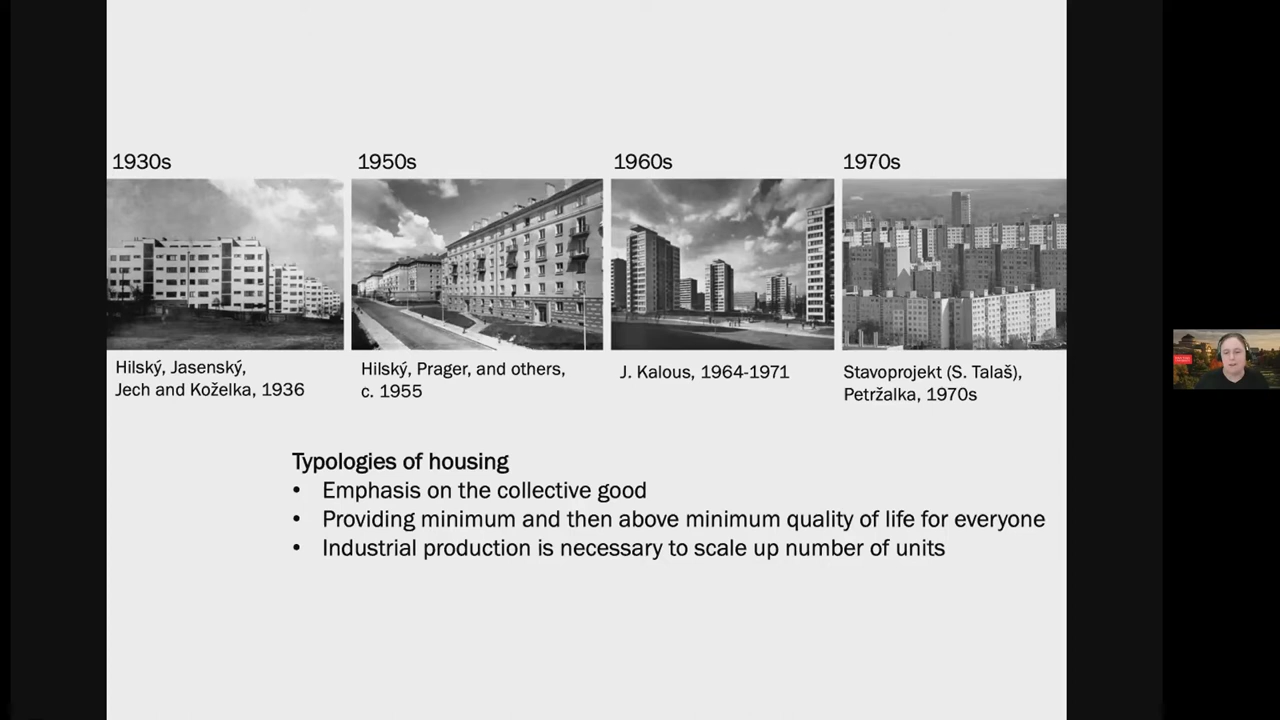 1930s
1950s
1960s
1970s
Hilský, Jasenský,
Jech and Koželka, 1936
Hilský, Prager, and others,
c. 1955
J. Kalous, 1964-1971
Stavoprojekt (S. Talaš),
Petržalka, 1970s
Typologies of housing
• Emphasis on the collective good
• Providing minimum and then above minimum quality of life for everyone
• Industrial production is necessary to scale up number of units